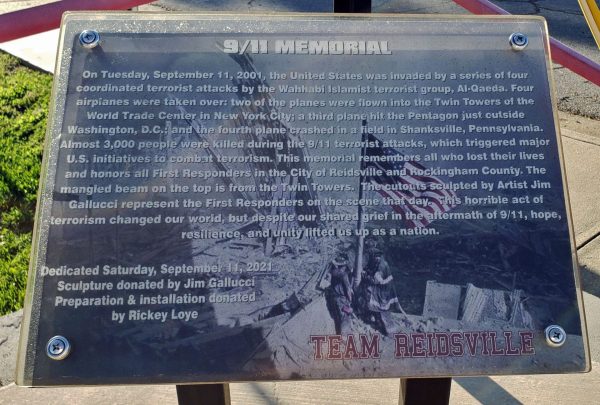 9/11 MEMORIAL
On Tuesday, September 11, 2001, the United States was invaded by a series of four
coordinated terrorist attacks by the Wahhabi Islamist terrorist group, Al-Qaeda. Four
airplanes were taken over: two of the planes were flown into the Twin Towers of the
World Trade Center in New York City; a third plane hit the Pentagon just outside
Washington, D.C.; and the fourth plane crashed in a field in Shanksville, Pennsylvania.
Almost 3,000 people were killed during the 9/11 terrorist attacks, which triggered major
U.S. initiatives to combat terrorism. This memorial remembers all who lost their lives
and honors all First Responders in the City of Reidsville and Rockingham County. The
mangled beam on the top is from the Twin Towers. The cutouts sculpted by Artist Jim
Gallucci represent the First Responders on the scene that day. This horrible act of
terrorism changed our world, but despite our shared grief in the aftermath of 9/11, hope,
resilience, and unity lifted us up as a nation.
Dedicated Saturday, September 11, 2021
Sculpture donated by Jim Gallucci
Preparation & installation donated
by Rickey Loye
TEAM REIDSVILLE